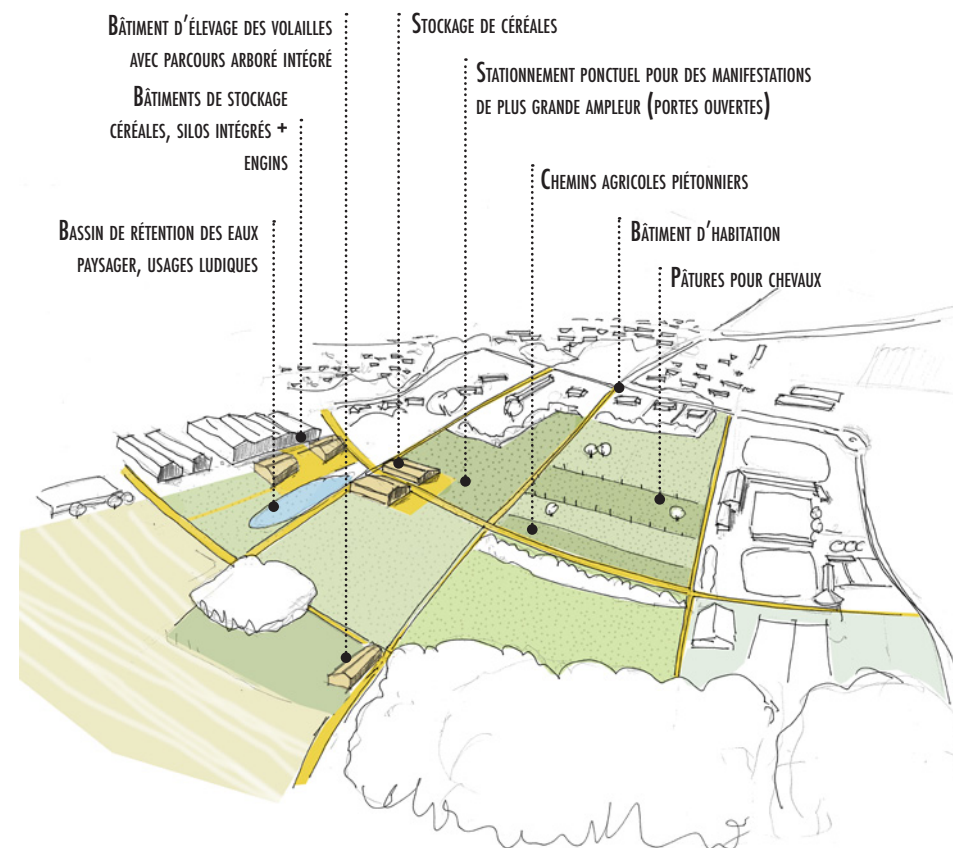 Bâtiment d'élevage des volailles
avec parcours arboré intégré
Stockage de céréales
Stationnement ponctuel pour des manifestations
de plus grande ampleur (portes ouvertes)
Bâtiments de stockage
céréales, silos intégrés +
engins
Chemins agricoles piétonniers
Bassin de rétention des eaux
paysager, usages ludiques
Bâtiment d'habitation
Pâtures pour chevaux